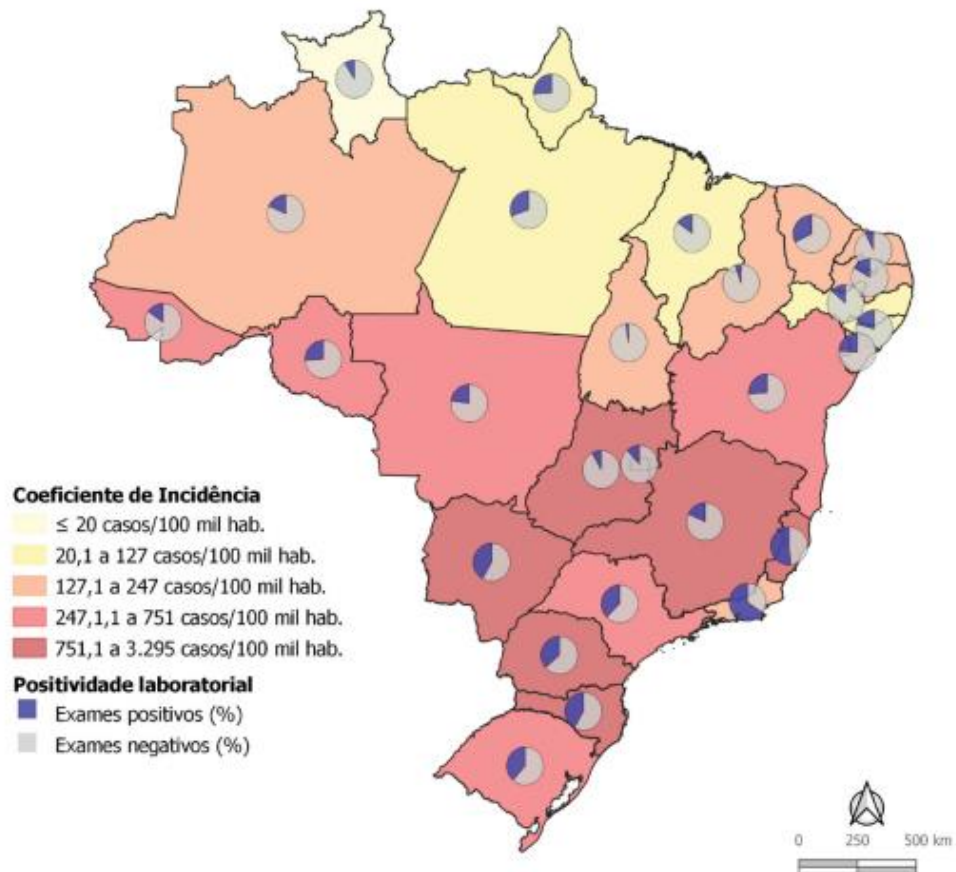 Coeficiente de Incidência
≤ 20 casos/100 mil hab.
20,1 a 127 casos/100 mil hab.
127,1 a 247 casos/100 mil hab.
247,1,1 a 751 casos/100 mil hab.
751,1 a 3.295 casos/100 mil hab.
Positividade laboratorial
Exames positivos (%)
Exames negativos (%)
0 250 500 km